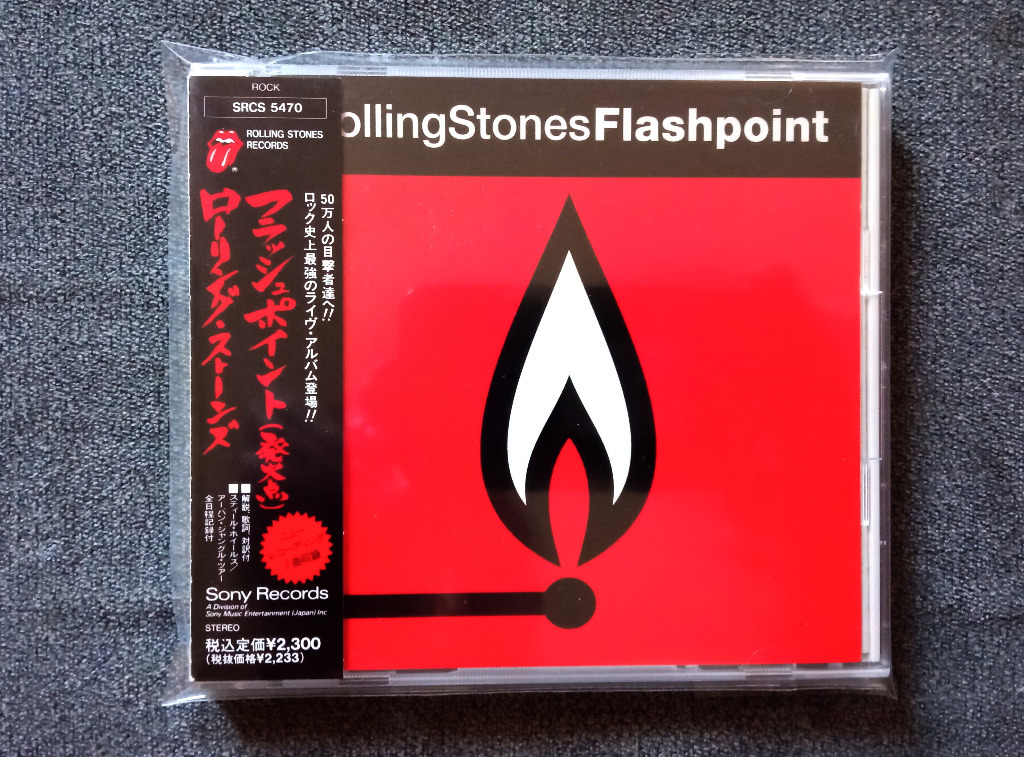 ROCK
SRCS 5470
ROLLING STONES
RECORDS
ollingStonesFlashpoint
50万人の目撃者達へ!!
ロック史上最強のライヴ・アルバム登場!!
フラッシュポイント(発火点)
ローリング・ストーンズ
■解説、歌詞、対訳付
■スティール・ホイールズ/
アーバン・ジャングル・ツアー
全日程記録付
Sony Records
A Division of
Sony Music Entertainment (Japan) Inc
STEREO
税込定価¥2,300
(税抜価格¥2,233)